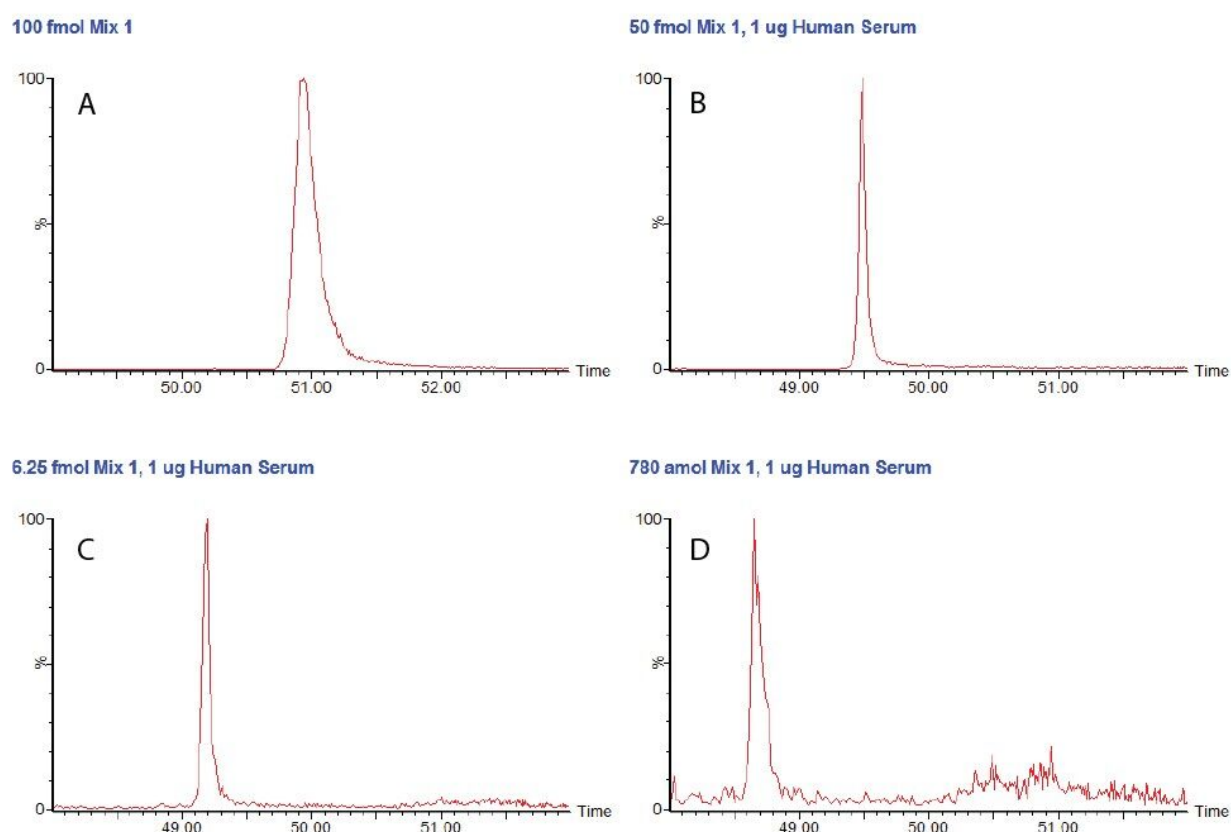 100 fmol Mix 1
100
A
%
0
50.00 51.00 52.00
Time
50 fmol Mix 1, 1 ug Human Serum
100
B
%
0
49.00 50.00 51.00
Time
6.25 fmol Mix 1, 1 ug Human Serum
100
C
%
0
49.00 50.00 51.00
Time
780 amol Mix 1, 1 ug Human Serum
100
D
%
0
49.00 50.00 51.00
Time